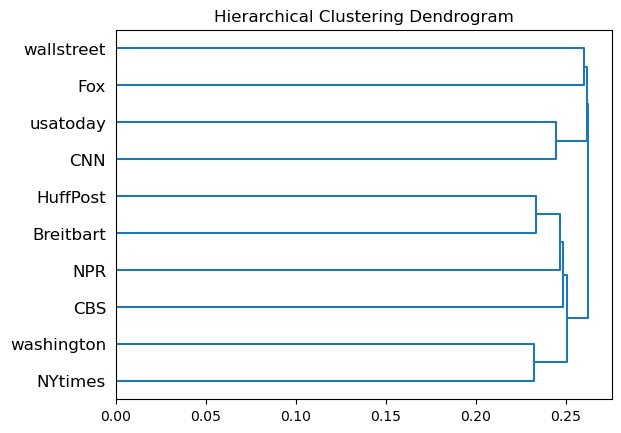 Hierarchical Clustering Dendrogram
wallstreet
Fox
usatoday
CNN
HuffPost
Breitbart
NPR
CBS
washington
NYtimes
0.00 0.05 0.10 0.15 0.20 0.25